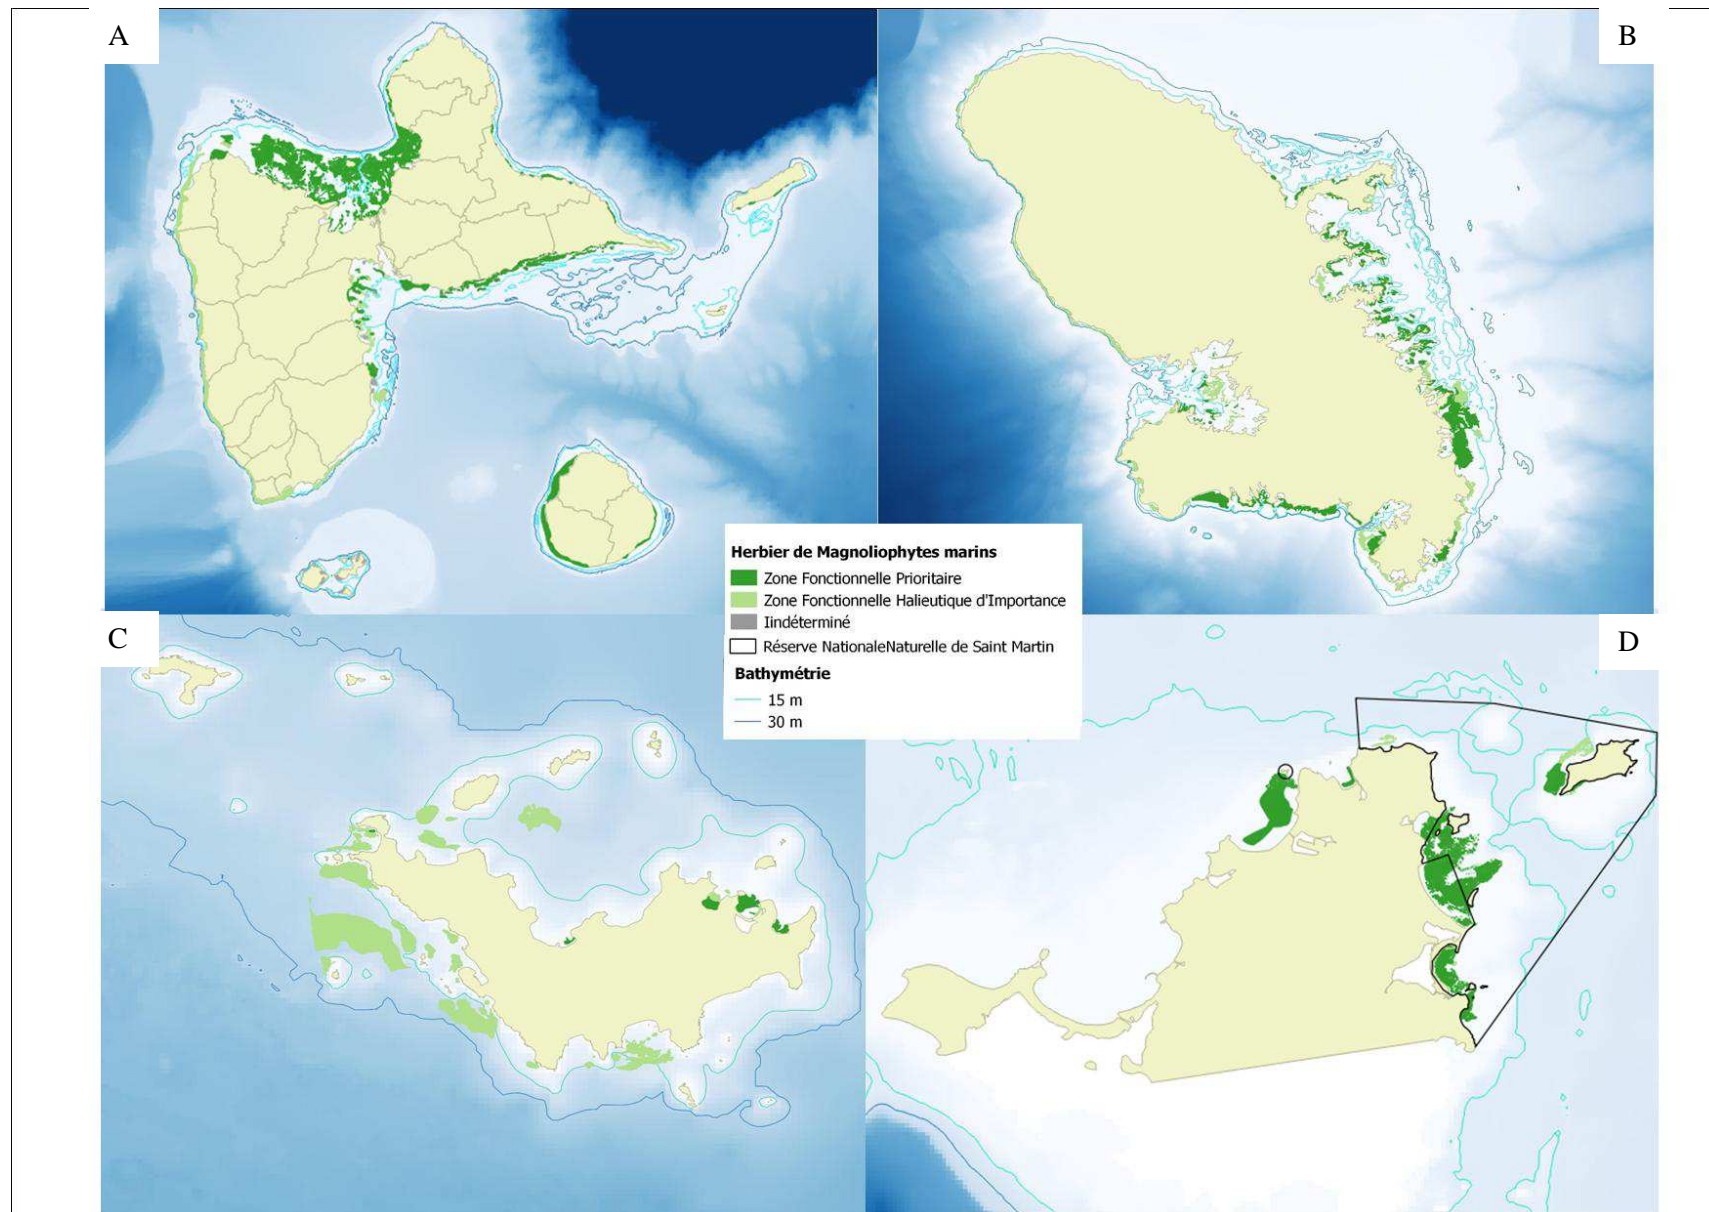 A
B
Herbier de Magnoliophytes marins
Zone Fonctionnelle Prioritaire
Zone Fonctionnelle Halieutique d'Importance
Iindéterminé
Réserve NationaleNaturelle de Saint Martin
Bathymétrie
15 m
30 m
C
D